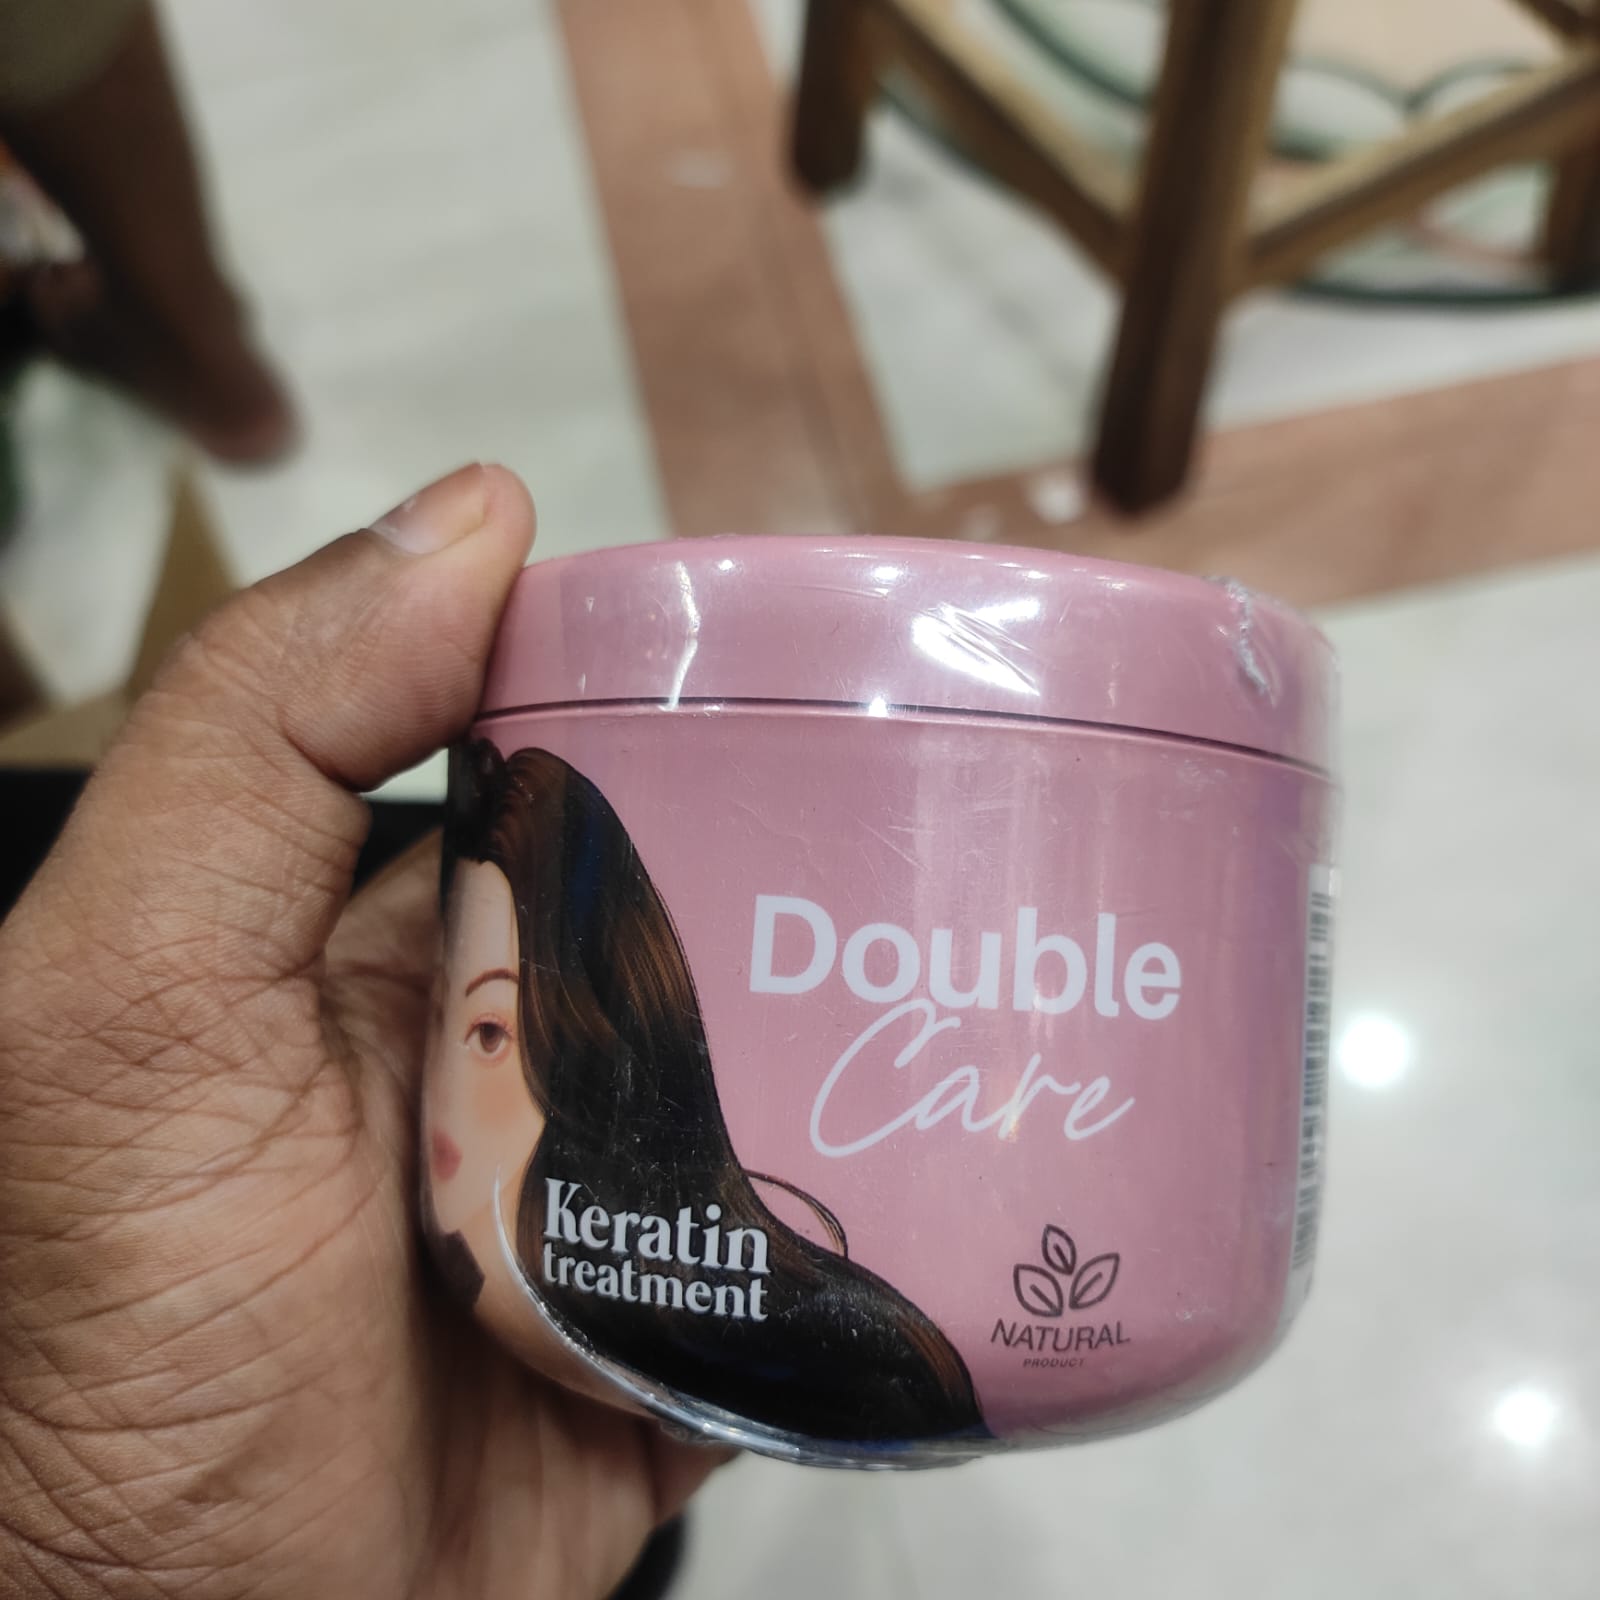 Double
Care
Keratin
treatment
NATURAL
PRODUCT